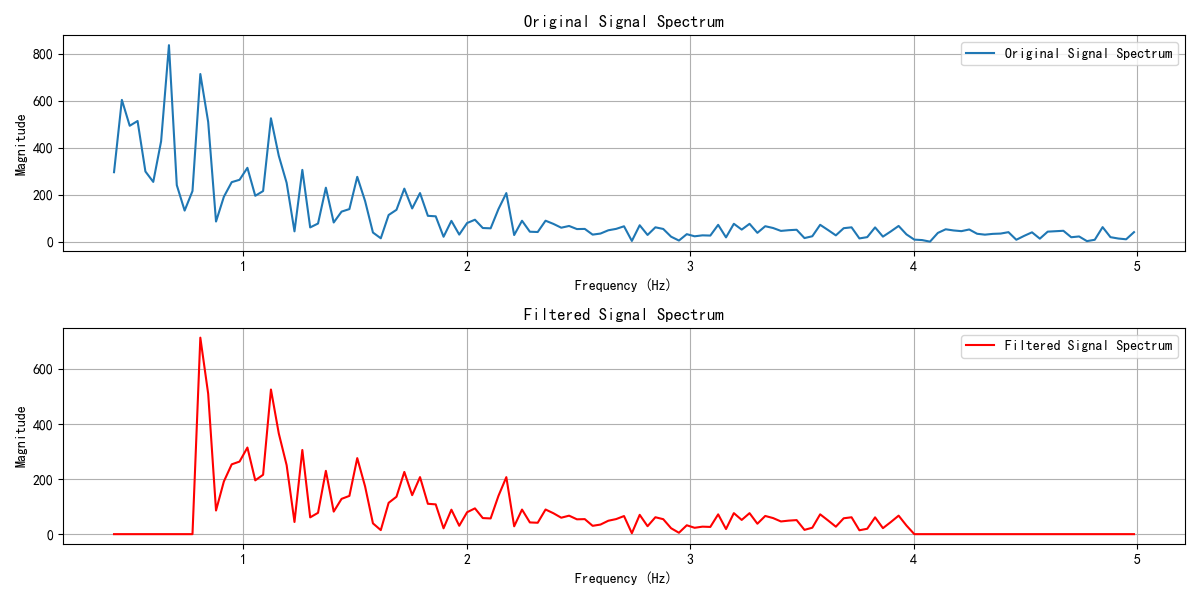 Original Signal Spectrum
Original Signal Spectrum
Magnitude
800
600
400
200
0
1 2 3 4 5
Frequency (Hz)
Filtered Signal Spectrum
Filtered Signal Spectrum
Magnitude
600
400
200
0
1 2 3 4 5
Frequency (Hz)